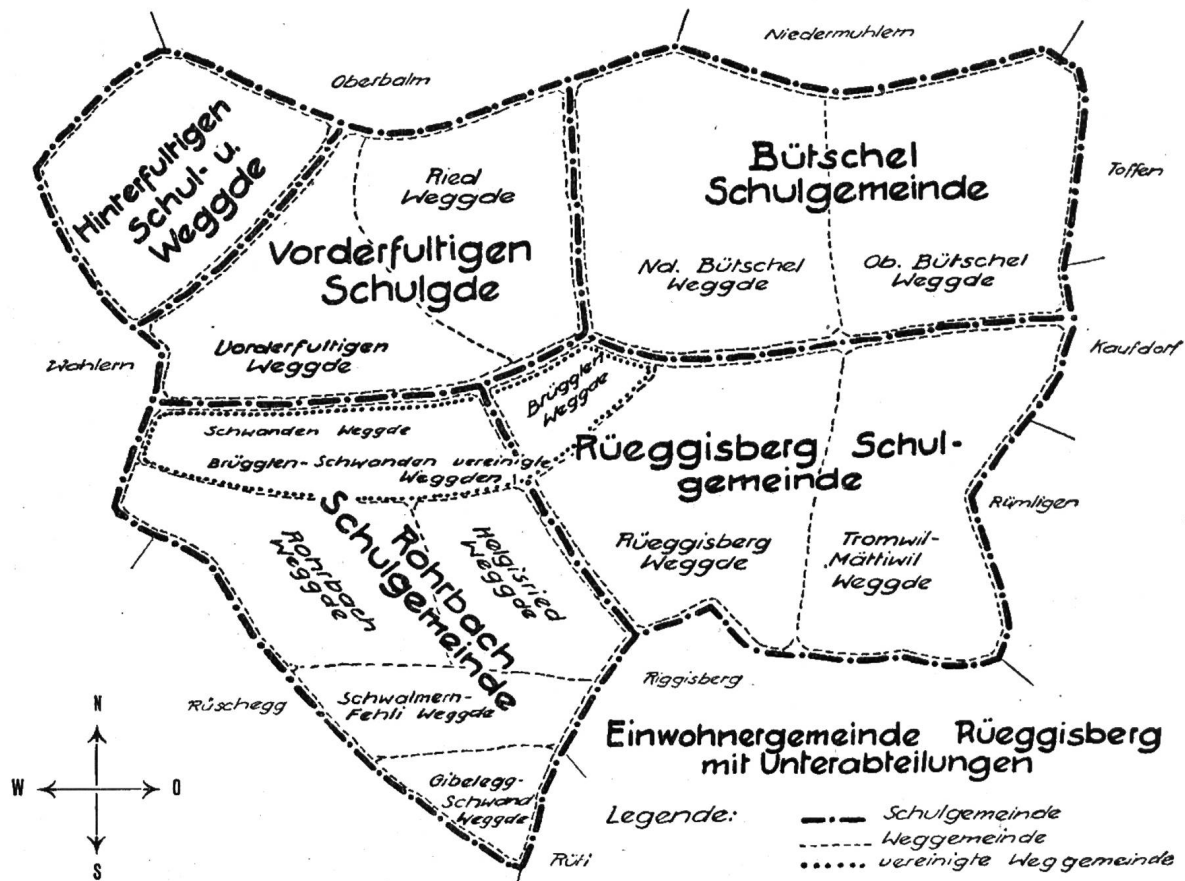 Niedermuhlern
Oberbalm
Hinterfultigen
Schul- u.
Weggde
Ried
Weggde
Bütschel
Schulgemeinde
Toffen
Vorderfultigen
Schulgde
Nd. Bütschel
Weggde
Ob. Bütschel
Weggde
Wahlern
Vorderfultigen
Weggde
Kaufdorf
Brügglen
Weggde
Schwanden Weggde
Brügglen-Schwanden vereinigte
Weggden
Rüeggisberg Schul-
gemeinde
Rümligen
Rohrbach
Weggde
Rohrbach
Schulgemeinde
Helgisried
Weggde
Rüeggisberg
Weggde
Tromwil-
Mättiwil
Weggde
Rüschegg
Schwalmern-
Fehli Weggde
Riggisberg
Gibelegg-
Schwand
Weggde
Rüti
N
W
O
S
Einwohnergemeinde Rüeggisberg
mit Unterabteilungen
Legende:
Schulgemeinde
Weggemeinde
vereinigte Weggemeinde